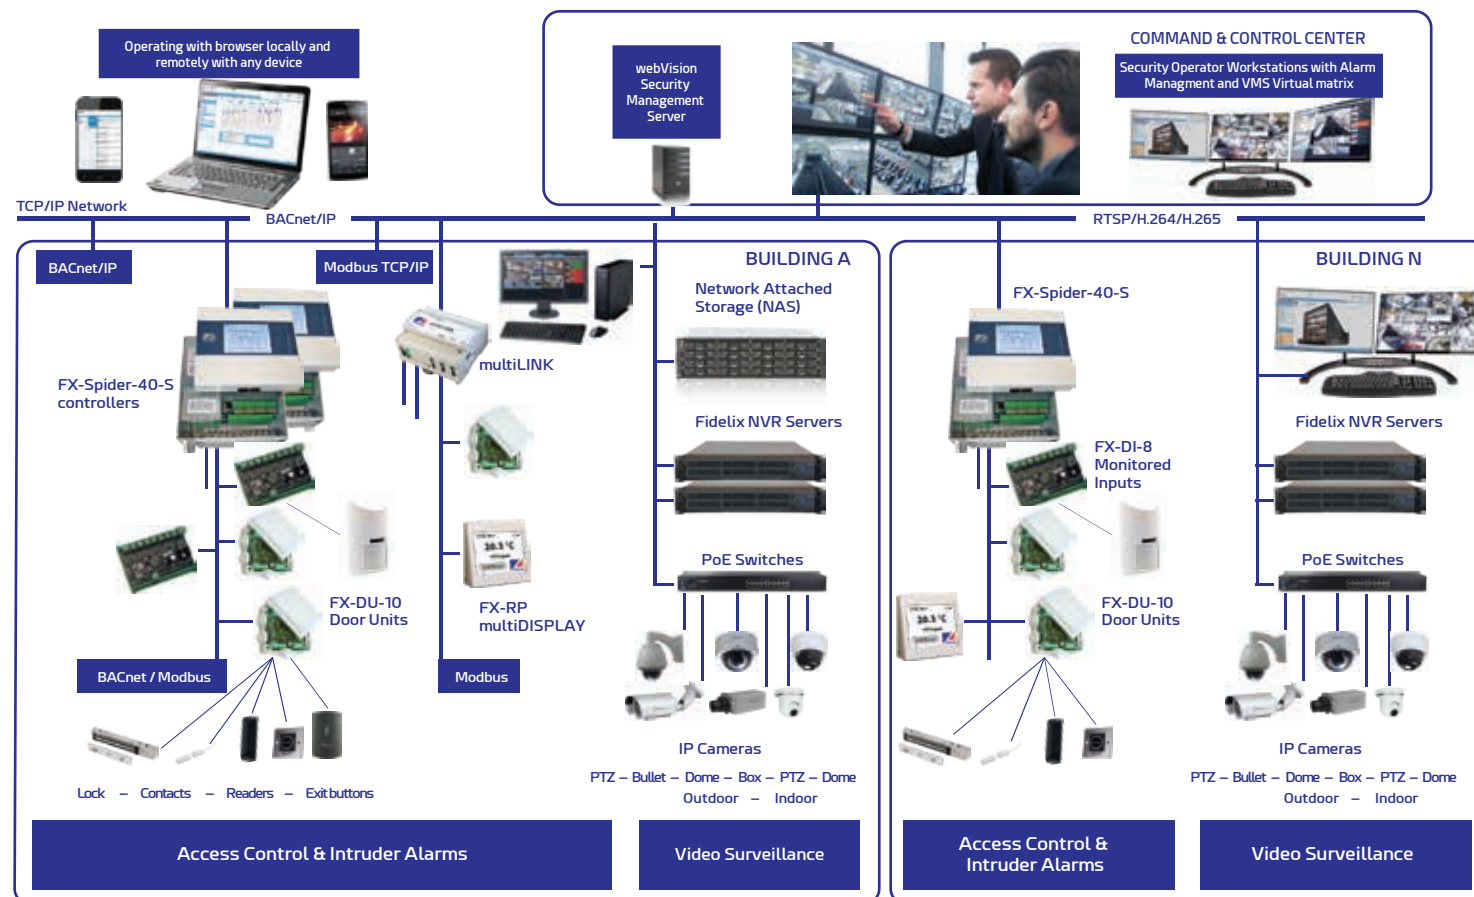 Operating with browser locally and
remotely with any device
webVision
Security
Management
Server
COMMAND & CONTROL CENTER
Security Operator Workstations with Alarm
Managment and VMS Virtual matrix
TCP/IP Network
BACnet/IP
RTSP/H.264/H.265
BACnet/IP
Modbus TCP/IP
BUILDING A
Network Attached
Storage (NAS)
FX-Spider-40-S
controllers
multiLINK
Fidelix NVR Servers
PoE Switches
FX-DU-10
Door Units
20.5 °C
FX-RP
multiDISPLAY
BACnet / Modbus
Modbus
IP Cameras
Lock – Contacts – Readers – Exit buttons
PTZ – Bullet – Dome – Box – PTZ – Dome
Outdoor – Indoor
Access Control & Intruder Alarms
Video Surveillance
BUILDING N
FX-Spider-40-S
Fidelix NVR Servers
FX-DI-8
Monitored
Inputs
PoE Switches
FX-DU-10
Door Units
20.5 °C
IP Cameras
PTZ – Bullet – Dome – Box – PTZ – Dome
Outdoor – Indoor
Access Control &
Intruder Alarms
Video Surveillance